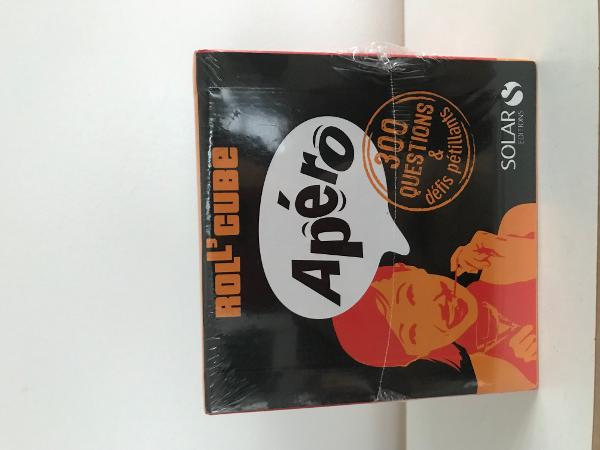 ROLL'CUBE
Apéro
300
QUESTIONS
&
défis pétillants
SOLAR
EDITIONS